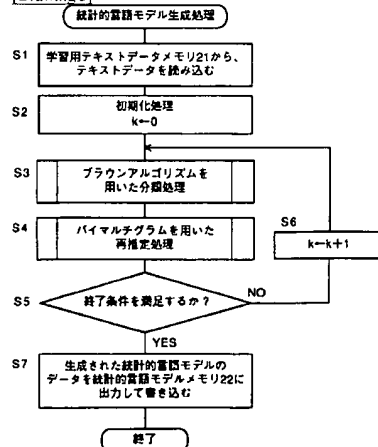 統計的言語モデル生成処理
S1
学習用テキストデータメモリ21から、
テキストデータを読み込む
S2
初期化処理
k←0
S3
ブラウンアルゴリズムを
用いた分類処理
S4
バイマルチグラムを用いた
再推定処理
S6
k←k+1
S5
終了条件を満足するか?
NO
YES
S7
生成された統計的言語モデルの
データを統計的言語モデルメモリ22に
出力して書き込む
終了